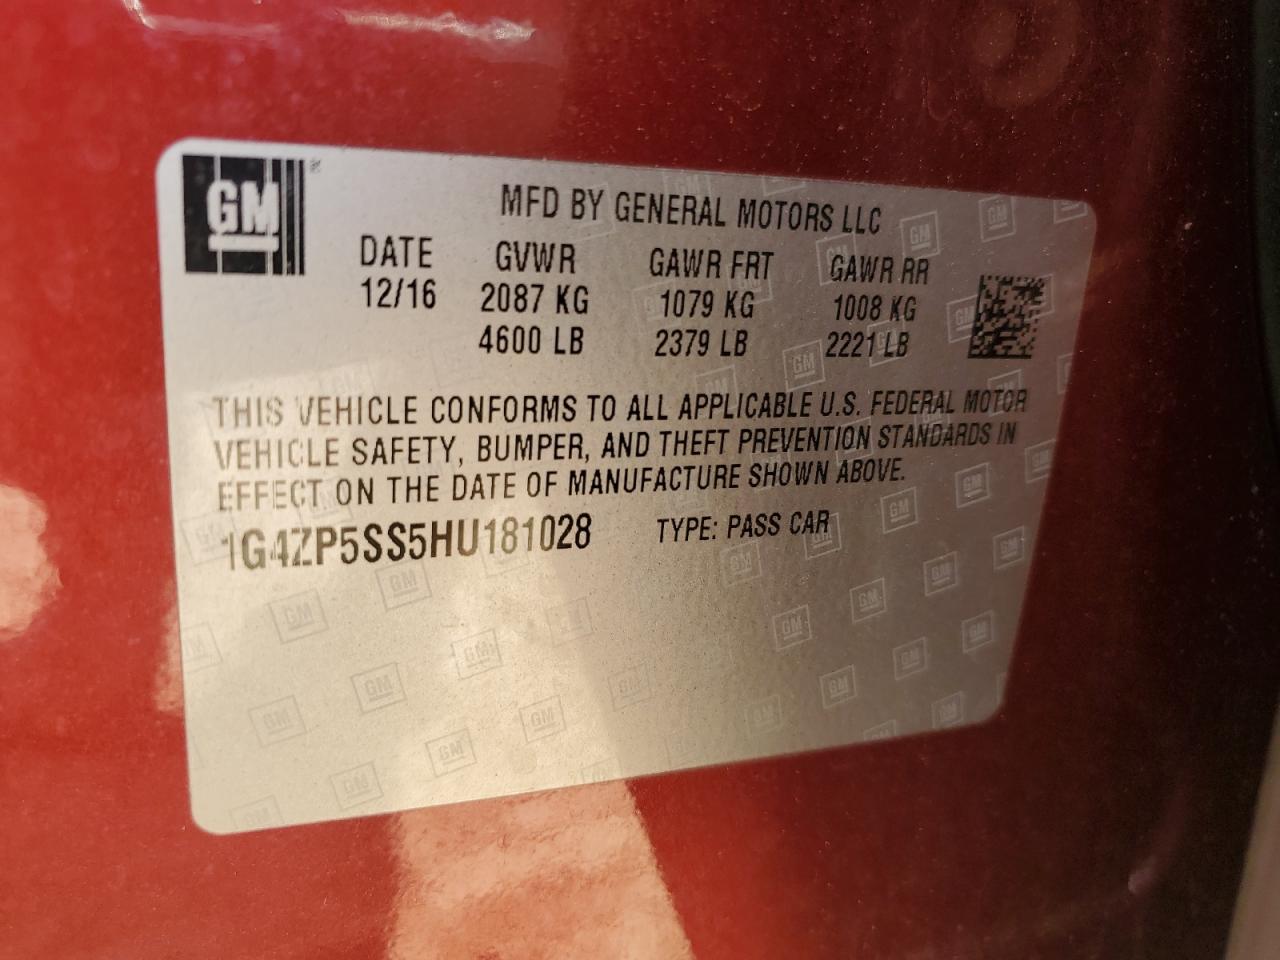 GM
MFD BY GENERAL MOTORS LLC
DATE GVWR GAWR FRT GAWR RR
12/16 2087 KG 1079 KG 1008 KG
4600 LB 2379 LB 2221 LB
THIS VEHICLE CONFORMS TO ALL APPLICABLE U.S. FEDERAL MOTOR
VEHICLE SAFETY, BUMPER, AND THEFT PREVENTION STANDARDS IN
EFFECT ON THE DATE OF MANUFACTURE SHOWN ABOVE.
1G4ZP5SS5HU181028 TYPE: PASS CAR